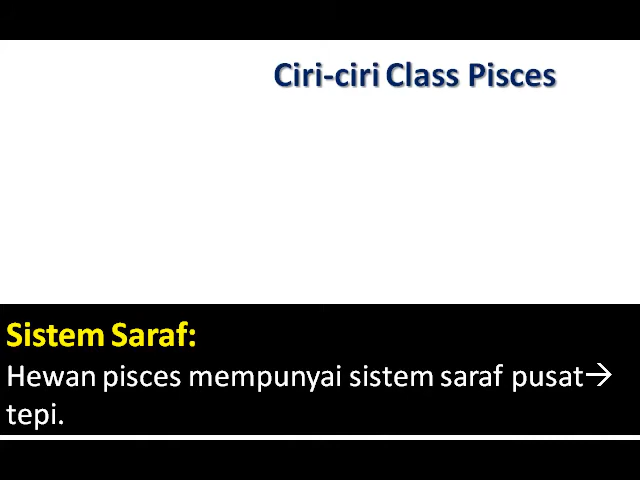 Ciri-ciri Class Pisces
Sistem Saraf:
Hewan pisces mempunyai sistem saraf pusat→
tepi.